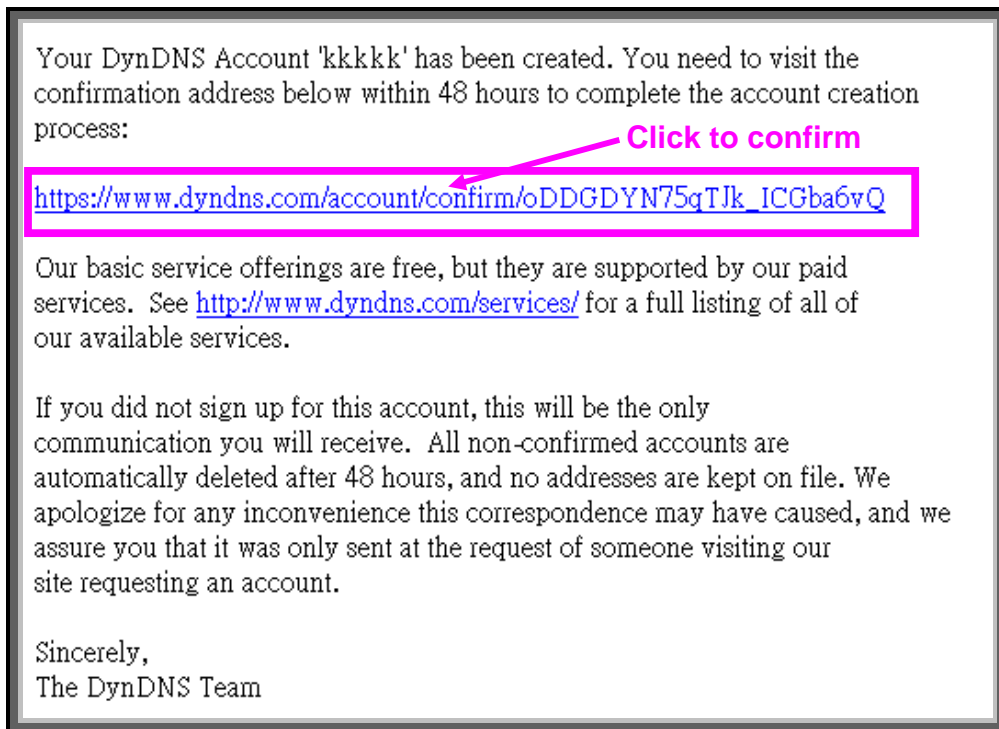 Your DynDNS Account 'kkkkk' has been created. You need to visit the
confirmation address below within 48 hours to complete the account creation
process:
Click to confirm
https://www.dyndns.com/account/confirm/oDDGDYN75qTJk_ICGba6vQ
Our basic service offerings are free, but they are supported by our paid
services.  See http://www.dyndns.com/services/ for a full listing of all of
our available services.
If you did not sign up for this account, this will be the only
communication you will receive.  All non-confirmed accounts are
automatically deleted after 48 hours, and no addresses are kept on file. We
apologize for any inconvenience this correspondence may have caused, and we
assure you that it was only sent at the request of someone visiting our
site requesting an account.
Sincerely,
The DynDNS Team